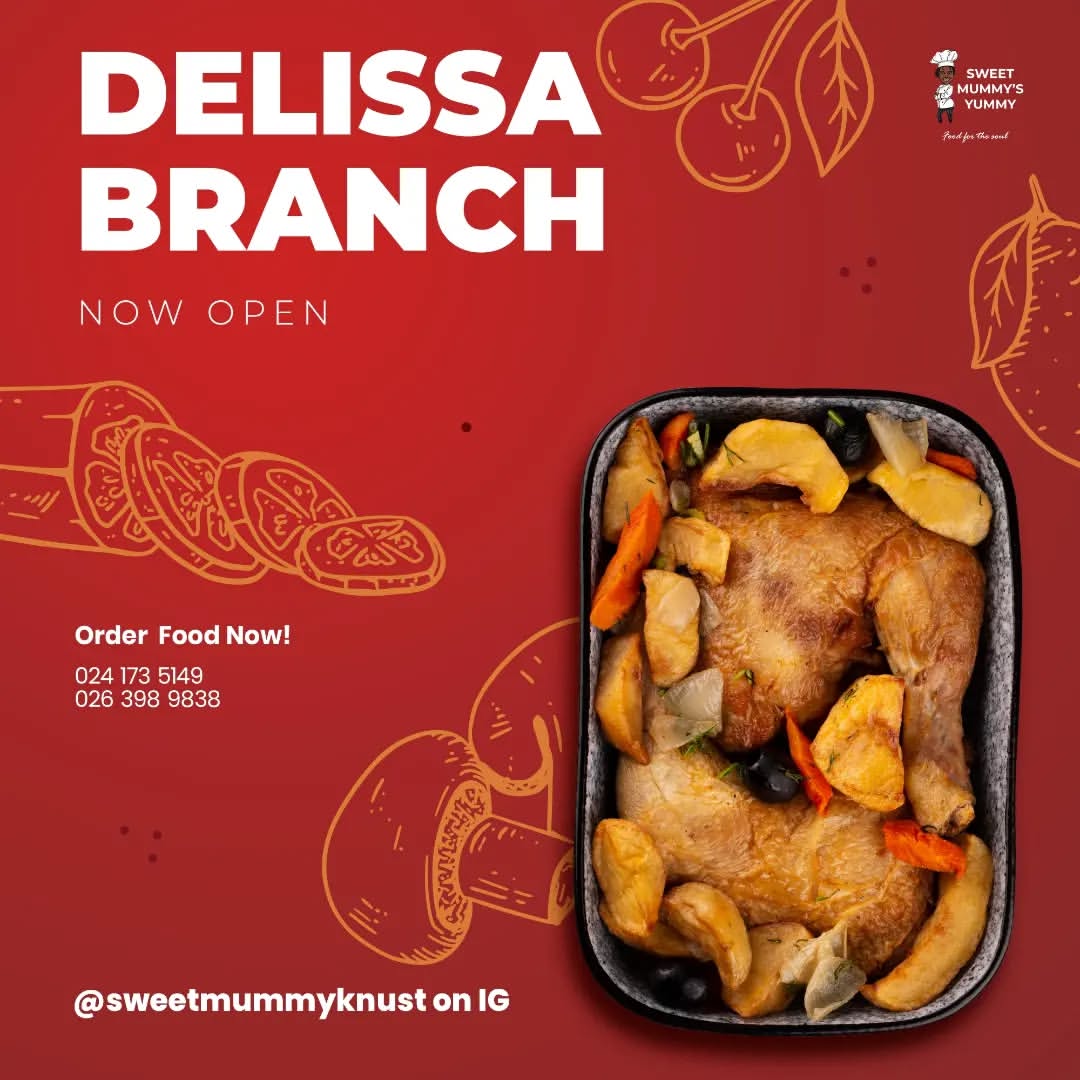 DELISSA
BRANCH
NOW OPEN
SWEET
MUMMY'S
YUMMY
Food for the soul
Order Food Now!
024 173 5149
026 398 9838
@sweetmummyknust on IG